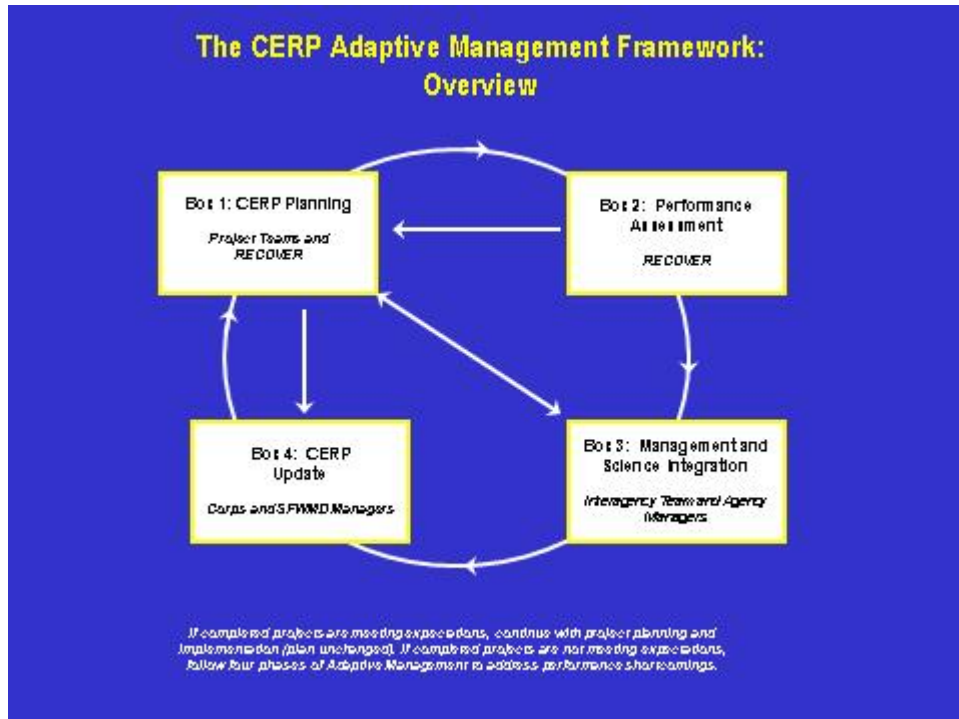 The CERP Adaptive Management Framework:
Overview
Box 1: CERP Planning
Project Teams and
RECOVER
Box 2: Performance
Assessment
RECOVER
Box 4: CERP
Update
Corps and SFWMD Managers
Box 3: Management and
Science Integration
Interagency Team and Agency
Managers
If completed projects are meeting expectations, continue with project planning and
implementation (plan unchanged). If completed projects are not meeting expectations,
follow four phases of Adaptive Management to address performance shortcomings.